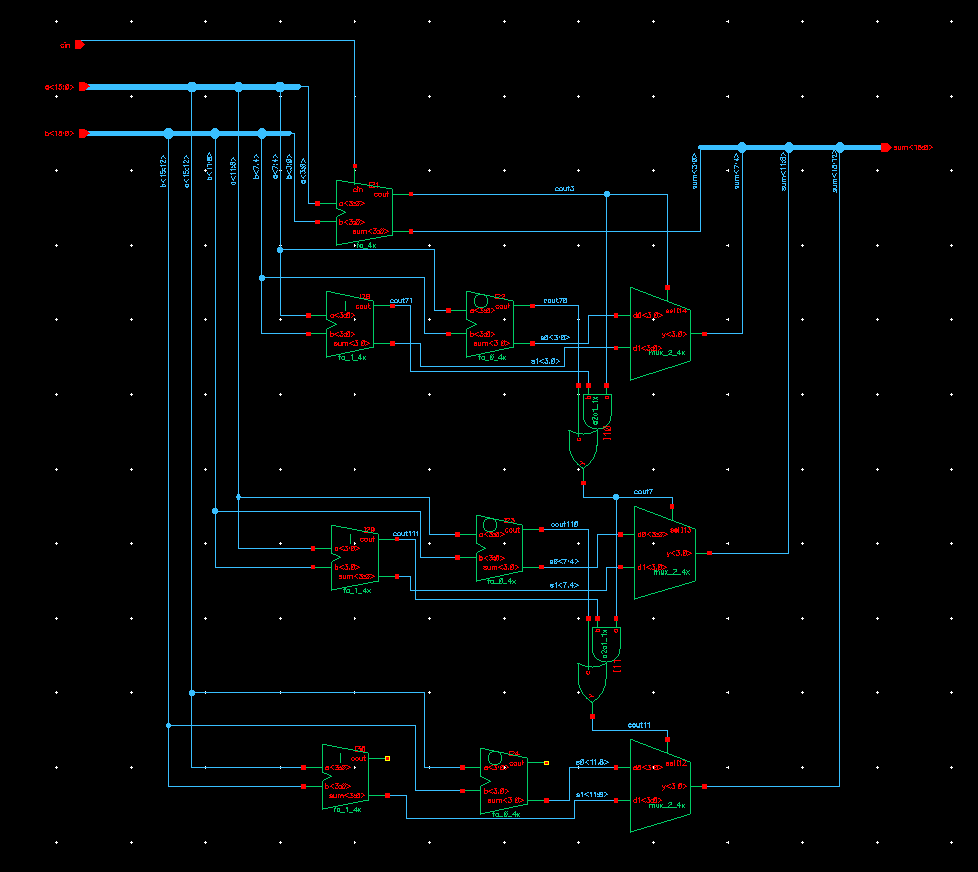 cin
a<15:0>
b<15:0>
sum<15:0>
b<15:12>
a<15:12>
b<11:8>
a<11:8>
b<7:4>
a<7:4>
b<3:0>
a<3:0>
sum<3:0>
sum<7:4>
sum<11:8>
sum<15:12>
cin
cout
a<3:0>
b<3:0>
sum<3:0>
fa_4x
cout3
cout
a<3:0>
b<3:0>
sum<3:0>
fa_1_4x
cout71
cout
a<3:0>
b<3:0>
sum<3:0>
fa_0_4x
cout70
s0<3:0>
s1<3:0>
d0<3:0>
y<3:0>
d1<3:0>
mux_2_4x
a2o1_1x
cout7
cout
a<3:0>
b<3:0>
sum<3:0>
fa_1_4x
cout111
cout
a<3:0>
b<3:0>
sum<3:0>
fa_0_4x
cout110
s0<7:4>
s1<7:4>
d0<3:0>
y<3:0>
d1<3:0>
mux_2_4x
a2o1_1x
cout11
cout
a<3:0>
b<3:0>
sum<3:0>
fa_1_4x
cout
a<3:0>
b<3:0>
sum<3:0>
fa_0_4x
s0<11:8>
s1<11:8>
d0<3:0>
y<3:0>
d1<3:0>
mux_2_4x